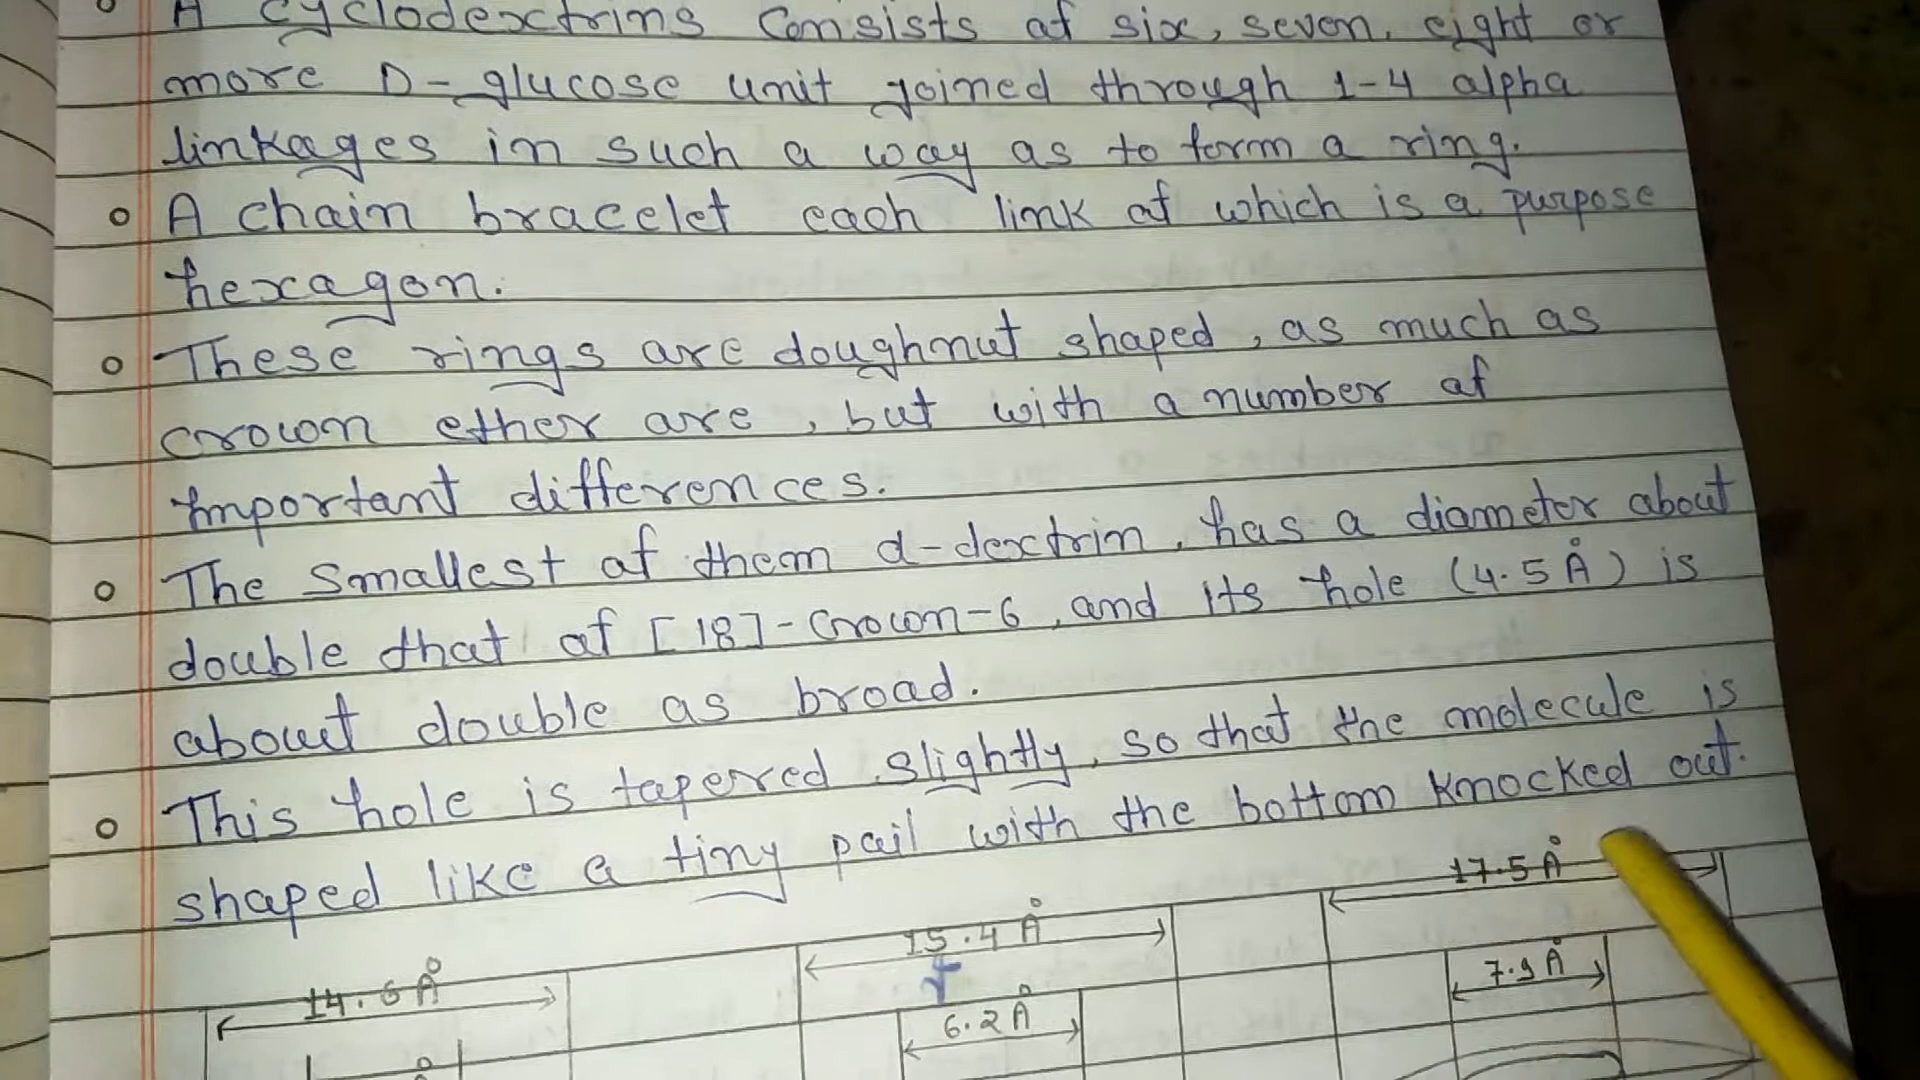 A cyclodextrins consists of six, seven, eight or
more D-glucose unit joined through 1-4 alpha
linkages in such a way as to form a ring.
A chain bracelet each link of which is a purpose
hexagon.
These rings are doughnut shaped, as much as
crown ether are, but with a number of
important differences.
The smallest of them α-dextrin, has a diameter about
double that of [18]-Crown-6, and its hole (4.5 Å) is
about double as broad.
This hole is tapered slightly, so that the molecule is
shaped like a tiny pail with the bottom knocked out.
14.6 Å
15.4 Å
17.5 Å
6.2 Å
7.9 Å